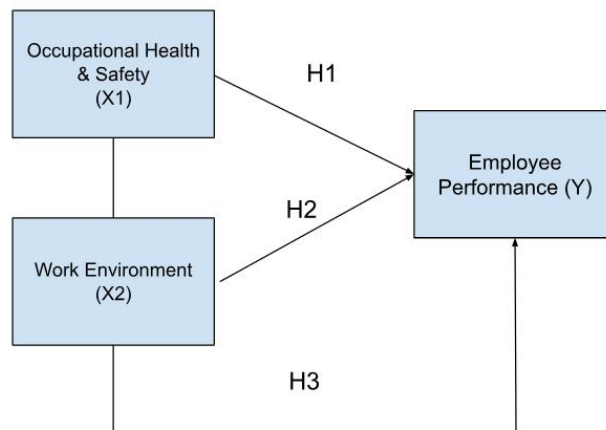 Occupational Health
& Safety
(X1)
H1
Employee
Performance (Y)
H2
Work Environment
(X2)
H3